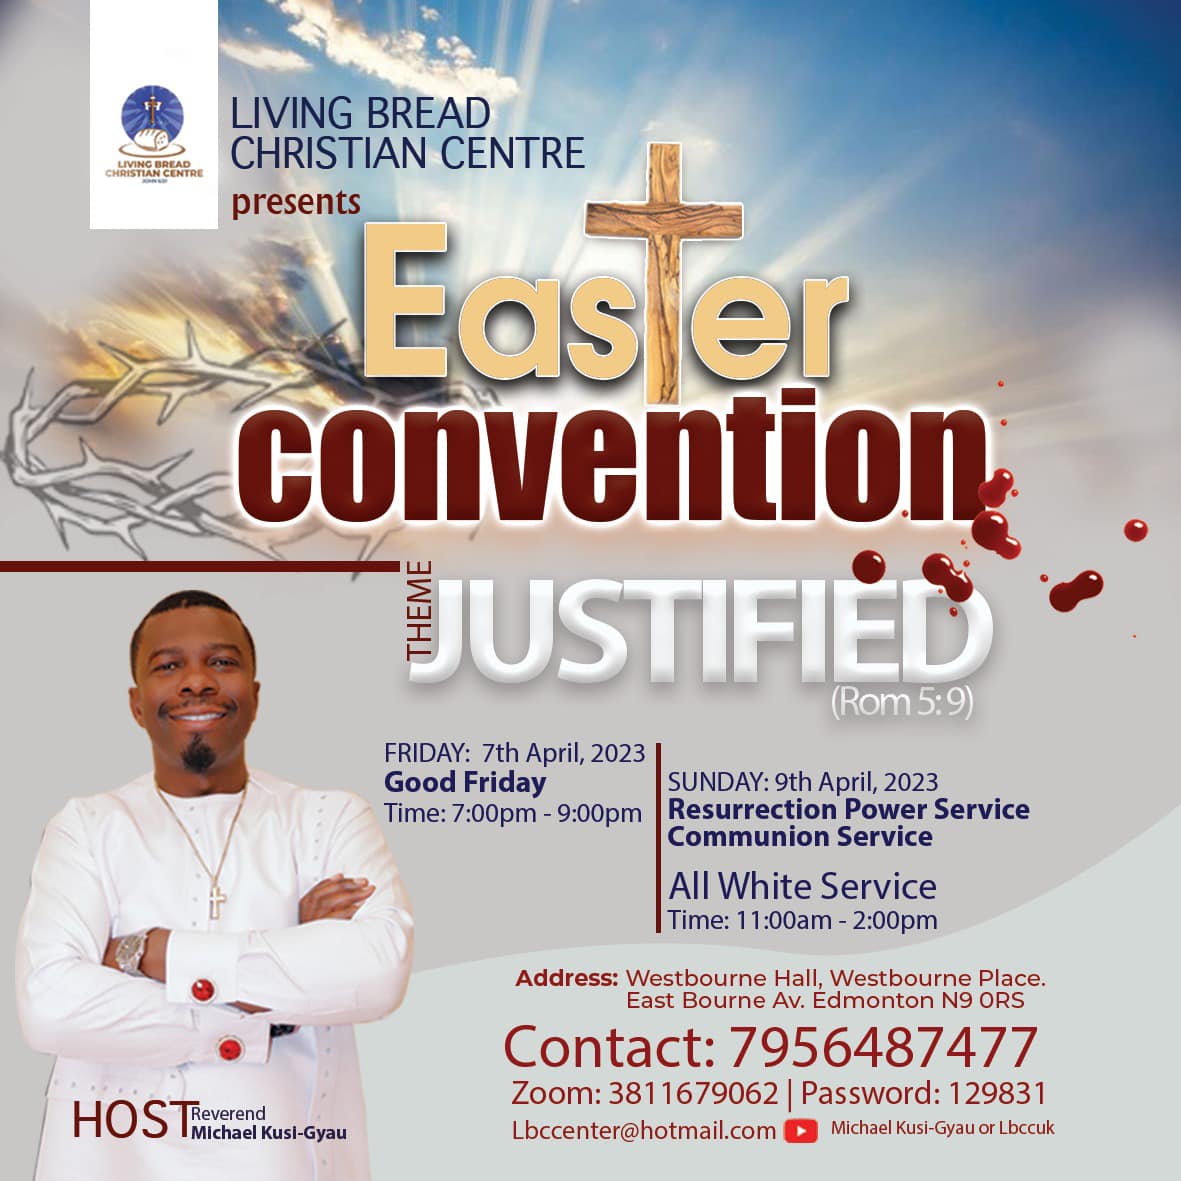 LIVING BREAD
CHRISTIAN CENTRE
JOHN 6:51
LIVING BREAD
CHRISTIAN CENTRE
presents
Easter
convention
THEME
JUSTIFIED
(Rom 5: 9)
FRIDAY: 7th April, 2023
Good Friday
Time: 7:00pm - 9:00pm
SUNDAY: 9th April, 2023
Resurrection Power Service
Communion Service
All White Service
Time: 11:00am - 2:00pm
Address: Westbourne Hall, Westbourne Place.
East Bourne Av. Edmonton N9 0RS
Contact: 7956487477
Zoom: 3811679062 | Password: 129831
Lbccenter@hotmail.com Michael Kusi-Gyau or Lbccuk
HOST Reverend
Michael Kusi-Gyau